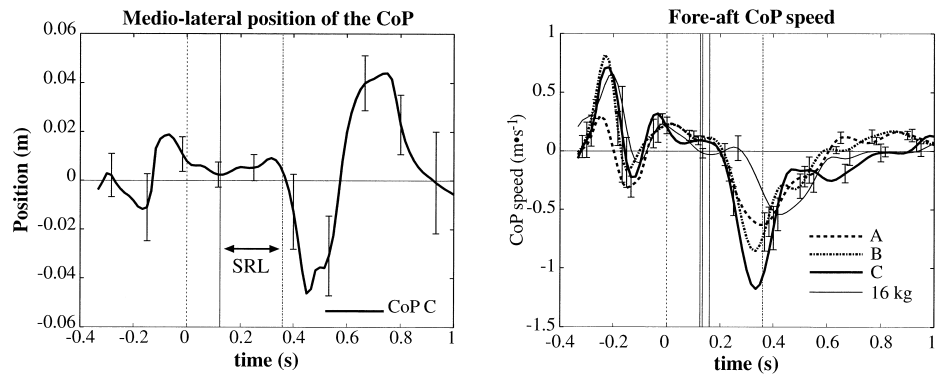 Medio-lateral position of the CoP
0.06
0.04
0.02
0
-0.02
-0.04
-0.06
Position (m)
SRL
CoP C
-0.4 -0.2 0 0.2 0.4 0.6 0.8 1
time (s)
Fore-aft CoP speed
1
0.5
0
-0.5
-1
-1.5
CoP speed (m•s-1)
A
B
C
16 kg
-0.4 -0.2 0 0.2 0.4 0.6 0.8 1
time (s)